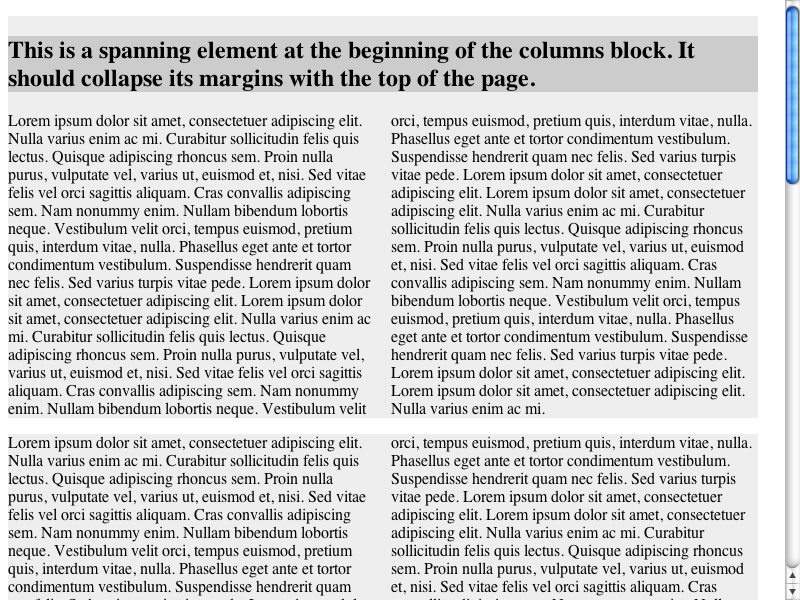 This is a spanning element at the beginning of the columns block. It
should collapse its margins with the top of the page.
Lorem ipsum dolor sit amet, consectetuer adipiscing elit.
Nulla varius enim ac mi. Curabitur sollicitudin felis quis
lectus. Quisque adipiscing rhoncus sem. Proin nulla
purus, vulputate vel, varius ut, euismod et, nisi. Sed vitae
felis vel orci sagittis aliquam. Cras convallis adipiscing
sem. Nam nonummy enim. Nullam bibendum lobortis
neque. Vestibulum velit orci, tempus euismod, pretium
quis, interdum vitae, nulla. Phasellus eget ante et tortor
condimentum vestibulum. Suspendisse hendrerit quam
nec felis. Sed varius turpis vitae pede. Lorem ipsum dolor
sit amet, consectetuer adipiscing elit. Lorem ipsum dolor
sit amet, consectetuer adipiscing elit. Nulla varius enim ac
mi. Curabitur sollicitudin felis quis lectus. Quisque
adipiscing rhoncus sem. Proin nulla purus, vulputate vel,
varius ut, euismod et, nisi. Sed vitae felis vel orci sagittis
aliquam. Cras convallis adipiscing sem. Nam nonummy
enim. Nullam bibendum lobortis neque. Vestibulum velit
orci, tempus euismod, pretium quis, interdum vitae, nulla.
Phasellus eget ante et tortor condimentum vestibulum.
Suspendisse hendrerit quam nec felis. Sed varius turpis
vitae pede. Lorem ipsum dolor sit amet, consectetuer
adipiscing elit. Lorem ipsum dolor sit amet, consectetuer
adipiscing elit. Nulla varius enim ac mi. Curabitur
sollicitudin felis quis lectus. Quisque adipiscing rhoncus
sem. Proin nulla purus, vulputate vel, varius ut, euismod
et, nisi. Sed vitae felis vel orci sagittis aliquam. Cras
convallis adipiscing sem. Nam nonummy enim. Nullam
bibendum lobortis neque. Vestibulum velit orci, tempus
euismod, pretium quis, interdum vitae, nulla. Phasellus
eget ante et tortor condimentum vestibulum. Suspendisse
hendrerit quam nec felis. Sed varius turpis vitae pede.
Lorem ipsum dolor sit amet, consectetuer adipiscing elit.
Lorem ipsum dolor sit amet, consectetuer adipiscing elit.
Nulla varius enim ac mi.
Lorem ipsum dolor sit amet, consectetuer adipiscing elit.
Nulla varius enim ac mi. Curabitur sollicitudin felis quis
lectus. Quisque adipiscing rhoncus sem. Proin nulla
purus, vulputate vel, varius ut, euismod et, nisi. Sed vitae
felis vel orci sagittis aliquam. Cras convallis adipiscing
sem. Nam nonummy enim. Nullam bibendum lobortis
neque. Vestibulum velit orci, tempus euismod, pretium
quis, interdum vitae, nulla. Phasellus eget ante et tortor
condimentum vestibulum. Suspendisse hendrerit quam
orci, tempus euismod, pretium quis, interdum vitae, nulla.
Phasellus eget ante et tortor condimentum vestibulum.
Suspendisse hendrerit quam nec felis. Sed varius turpis
vitae pede. Lorem ipsum dolor sit amet, consectetuer
adipiscing elit. Lorem ipsum dolor sit amet, consectetuer
adipiscing elit. Nulla varius enim ac mi. Curabitur
sollicitudin felis quis lectus. Quisque adipiscing rhoncus
sem. Proin nulla purus, vulputate vel, varius ut, euismod
et, nisi. Sed vitae felis vel orci sagittis aliquam. Cras